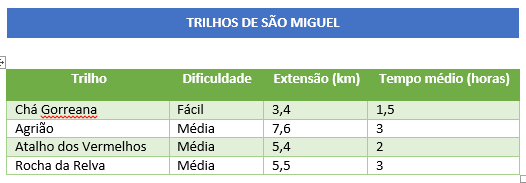 TRILHOS DE SÃO MIGUEL
Trilho Dificuldade Extensão (km) Tempo médio (horas)
Chá Gorreana Fácil 3,4 1,5
Agrião Média 7,6 3
Atalho dos Vermelhos Média 5,4 2
Rocha da Relva Média 5,5 3